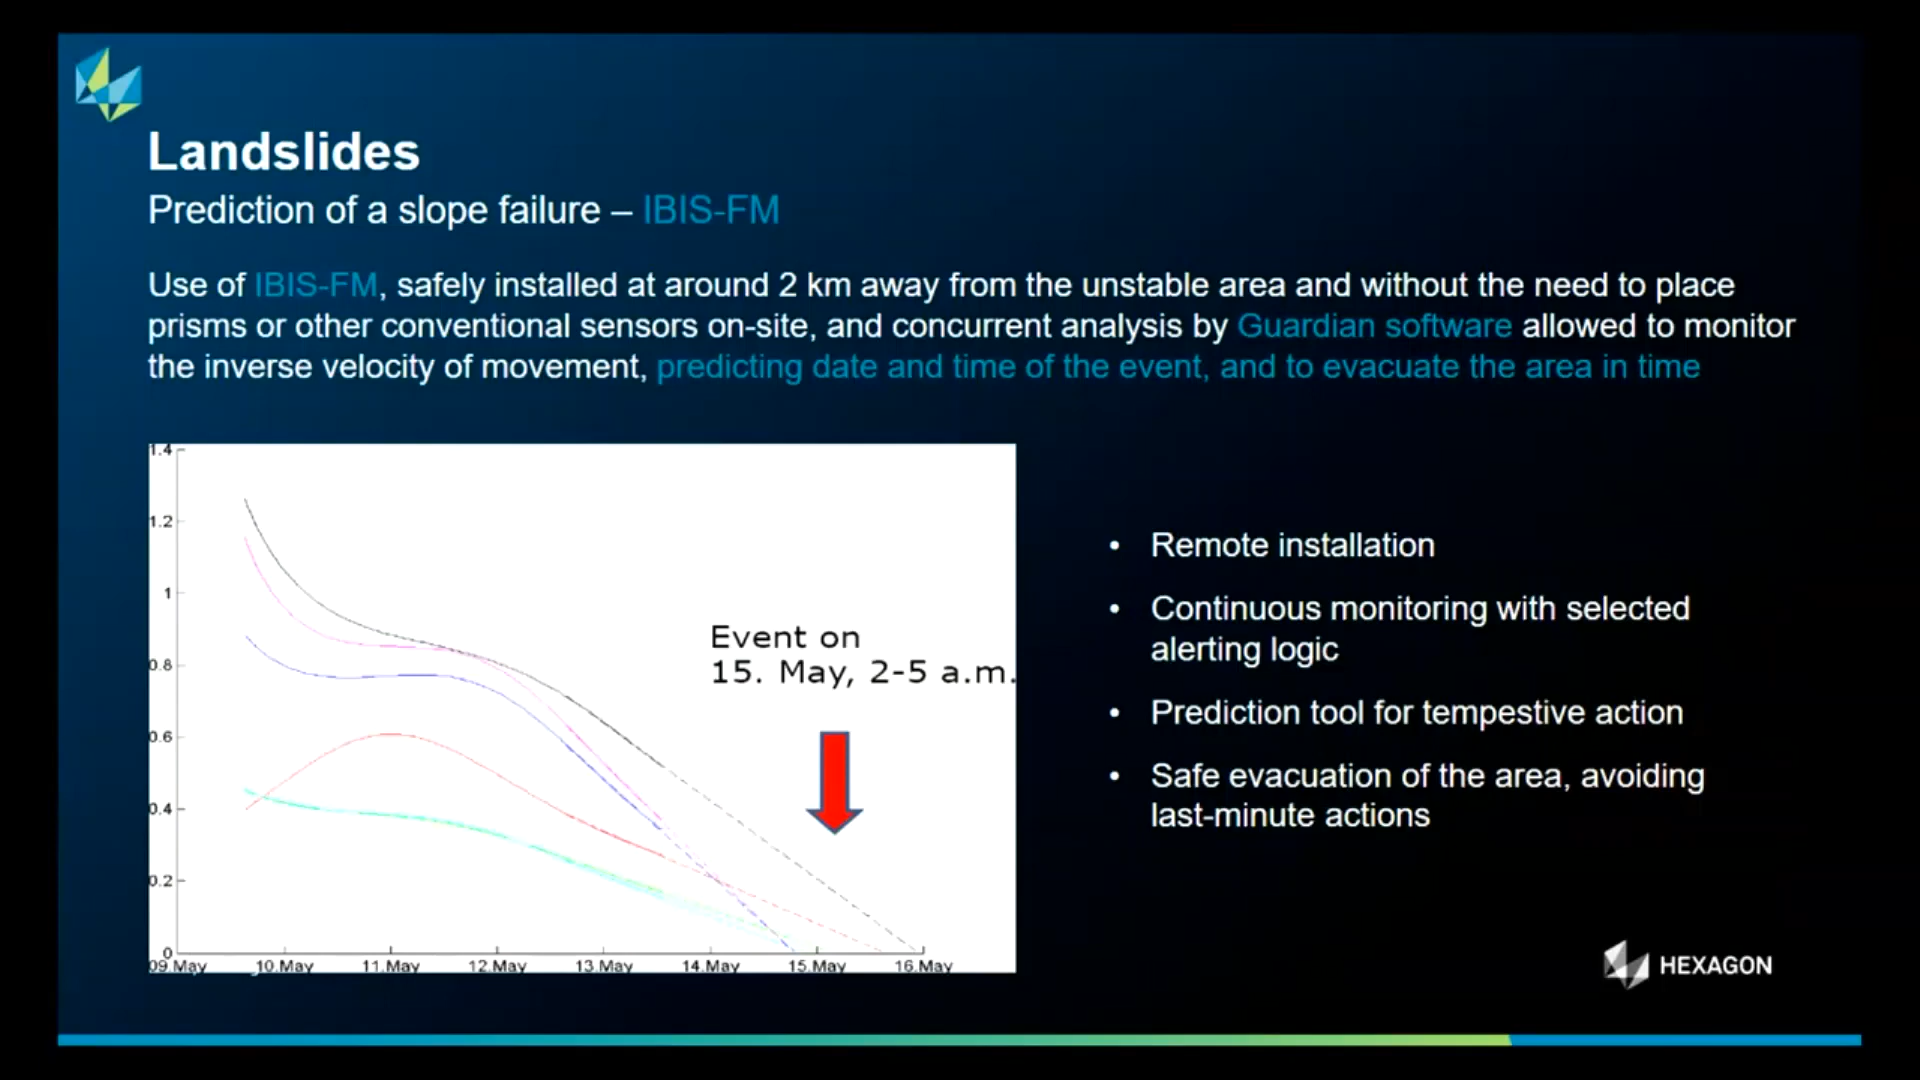 Landslides
Prediction of a slope failure – IBIS-FM
Use of IBIS-FM, safely installed at around 2 km away from the unstable area and without the need to place
prisms or other conventional sensors on-site, and concurrent analysis by Guardian software allowed to monitor
the inverse velocity of movement, predicting date and time of the event, and to evacuate the area in time
1.4
1.2
1
0.8
0.6
0.4
0.2
0
09.May 10.May 11.May 12.May 13.May 14.May 15.May 16.May
Event on
15. May, 2-5 a.m.
• Remote installation
• Continuous monitoring with selected
alerting logic
• Prediction tool for tempestive action
• Safe evacuation of the area, avoiding
last-minute actions
HEXAGON